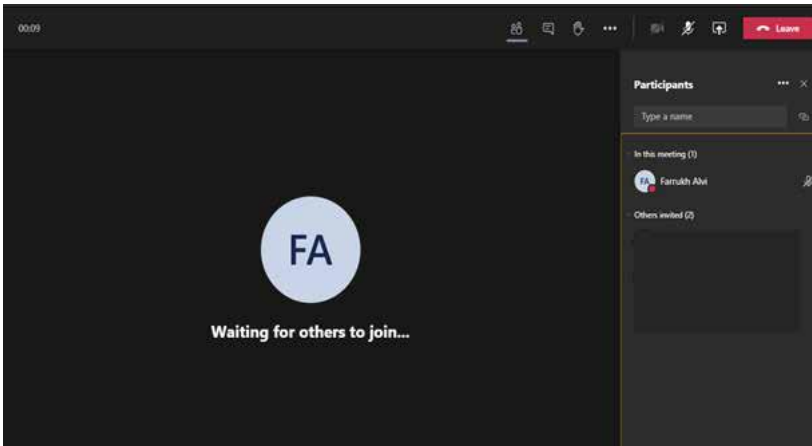 00:09
Leave
Participants
Type a name
In this meeting (1)
FA
Farrukh Alvi
Others invited (2)
FA
Waiting for others to join...